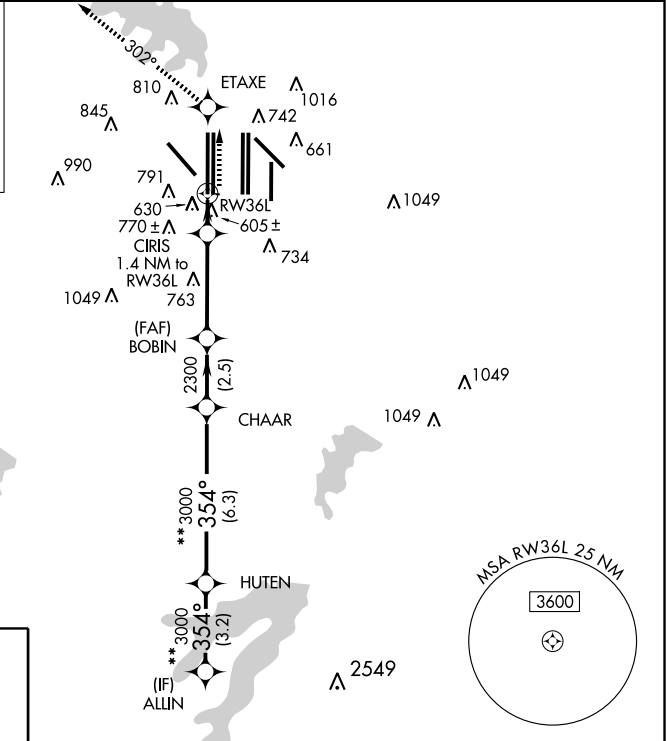 302°
ETAXE
810
1016
845
742
661
990
791
RW36L
1049
630
605 ±
770 ±
CIRIS
1.4 NM to
RW36L
734
763
1049
(FAF)
BOBIN
2300
(2.5)
1049
1049
CHAAR
**3000
354°
(6.3)
MSA RW36L 25 NM
3600
HUTEN
**3000
354°
(3.2)
(IF)
ALLIN
2549